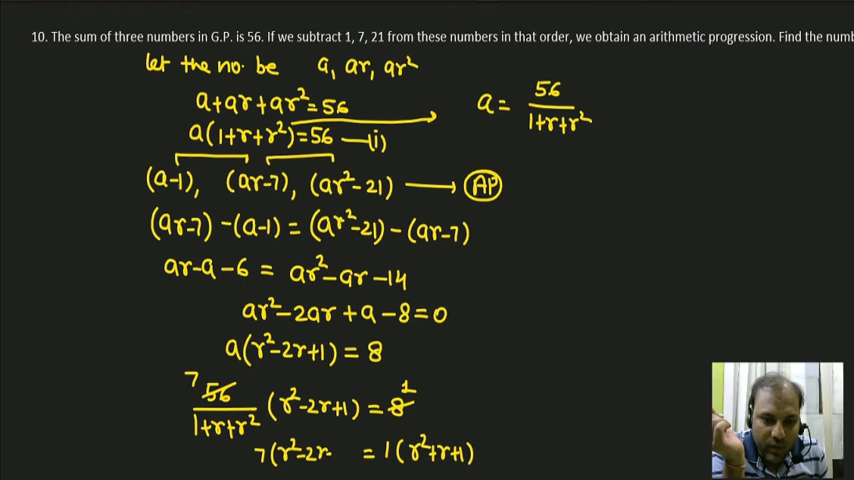 10. The sum of three numbers in G.P. is 56. If we subtract 1, 7, 21 from these numbers in that order, we obtain an arithmetic progression. Find the numb
let the no. be a, ar, ar²
a+ar+ar²=56
a = 56/(1+r+r²)
a(1+r+r²)=56 —(i)
(a-1), (ar-7), (ar²-21) → AP
(ar-7) -(a-1) = (ar²-21) - (ar-7)
ar-a-6 = ar²-ar-14
ar²-2ar+a-8=0
a(r²-2r+1) = 8
7 56/(1+r+r²) (r²-2r+1) = 8 1
7(r²-2r = 1(r²+r+1)